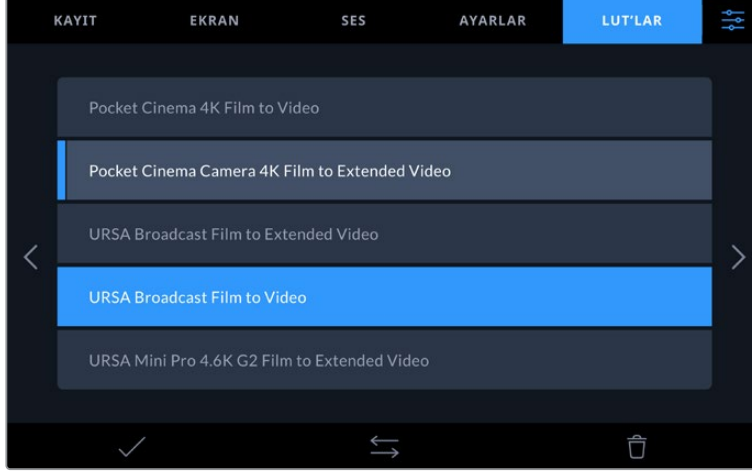 KAYIT EKRAN SES AYARLAR LUT'LAR
Pocket Cinema 4K Film to Video
Pocket Cinema Camera 4K Film to Extended Video
URSA Broadcast Film to Extended Video
URSA Broadcast Film to Video
URSA Mini Pro 4.6K G2 Film to Extended Video